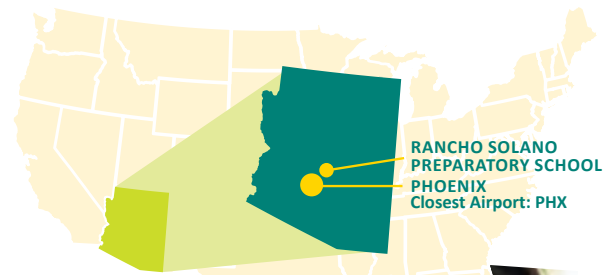 RANCHO SOLANO
PREPARATORY SCHOOL
PHOENIX
Closest Airport: PHX